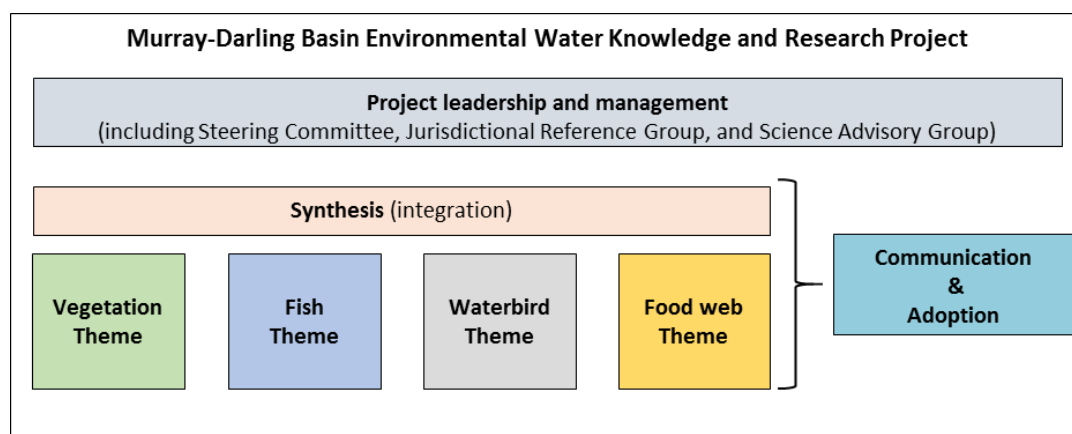 Murray-Darling Basin Environmental Water Knowledge and Research Project
Project leadership and management
(including Steering Committee, Jurisdictional Reference Group, and Science Advisory Group)
Synthesis (integration)
Vegetation
Theme
Fish
Theme
Waterbird
Theme
Food web
Theme
Communication
&
Adoption